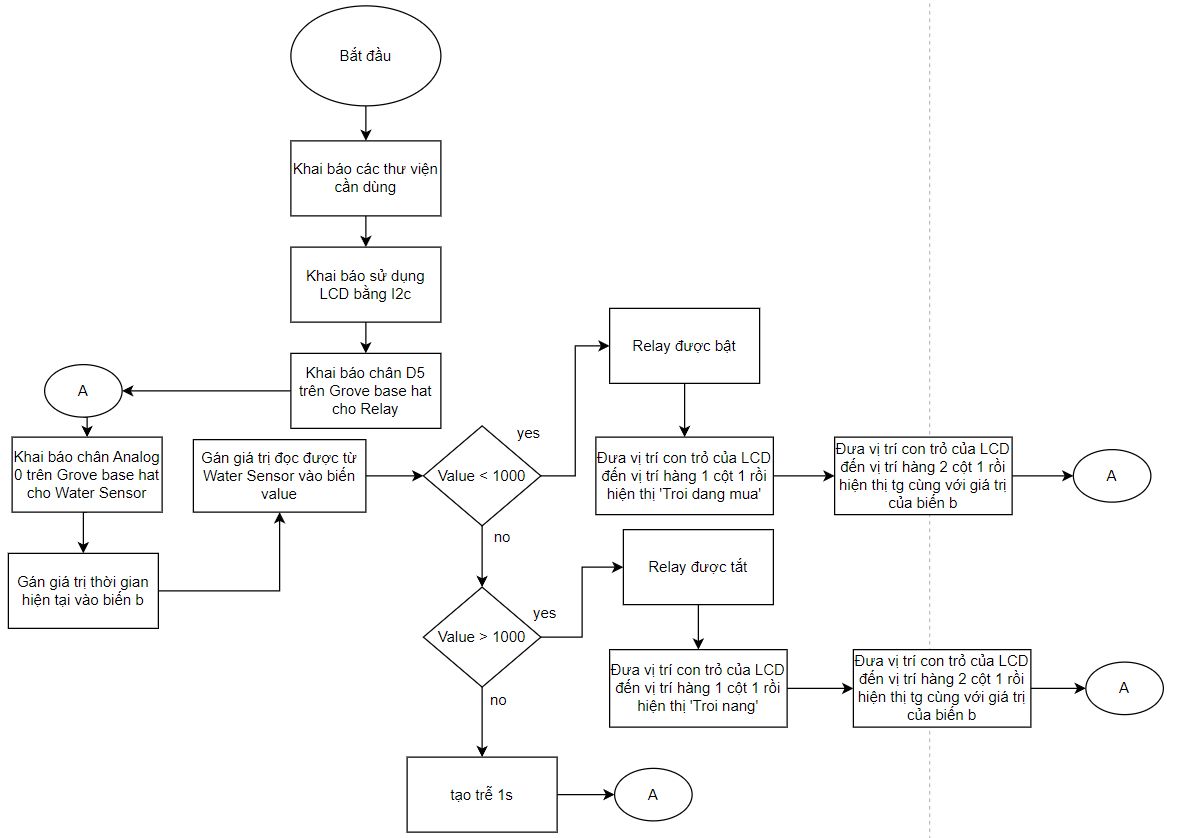 Bắt đầu
Khai báo các thư viện
cần dùng
Khai báo sử dụng
LCD bằng I2c
Khai báo chân D5
trên Grove base hat
cho Relay
A
Khai báo chân Analog
0 trên Grove base hat
cho Water Sensor
Gán giá trị thời gian
hiện tại vào biến b
Gán giá trị đọc được từ
Water Sensor vào biến
value
Value < 1000
yes
Relay được bật
Đưa vị trí con trỏ của LCD
đến vị trí hàng 1 cột 1 rồi
hiện thị 'Troi dang mua'
Đưa vị trí con trỏ của LCD
đến vị trí hàng 2 cột 1 rồi
hiện thị tg cùng với giá trị
của biến b
A
no
Value > 1000
yes
Relay được tắt
Đưa vị trí con trỏ của LCD
đến vị trí hàng 1 cột 1 rồi
hiện thị 'Troi nang'
Đưa vị trí con trỏ của LCD
đến vị trí hàng 2 cột 1 rồi
hiện thị tg cùng với giá trị
của biến b
A
no
tạo trễ 1s
A